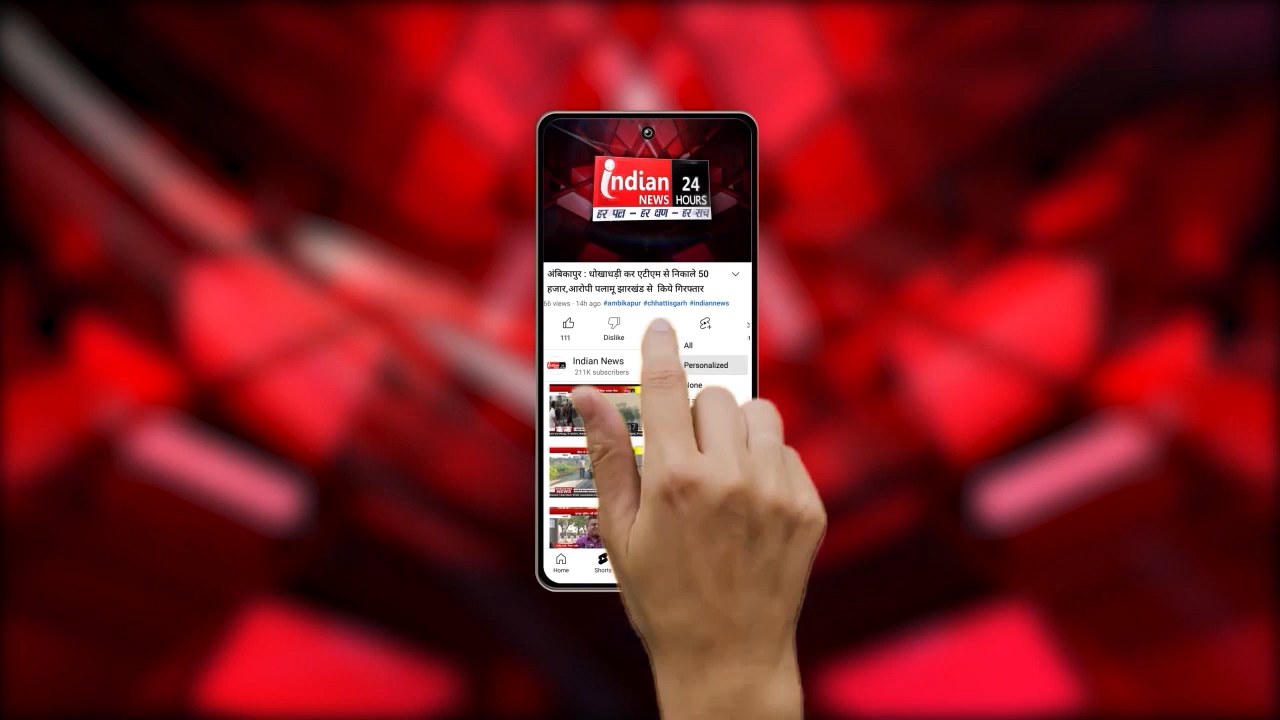 indian
NEWS
24
HOURS
हर पल - हर क्षण - हर सच
अंबिकापुर : धोखाधड़ी कर एटीएम से निकाले 50
हजार,आरोपी पलामू झारखंड से किये गिरफ्तार
66 views · 14h ago #ambikapur #chhattisgarh #indiannews
111
Dislike
All
Personalized
Indian News
211K subscribers
Home
Shorts